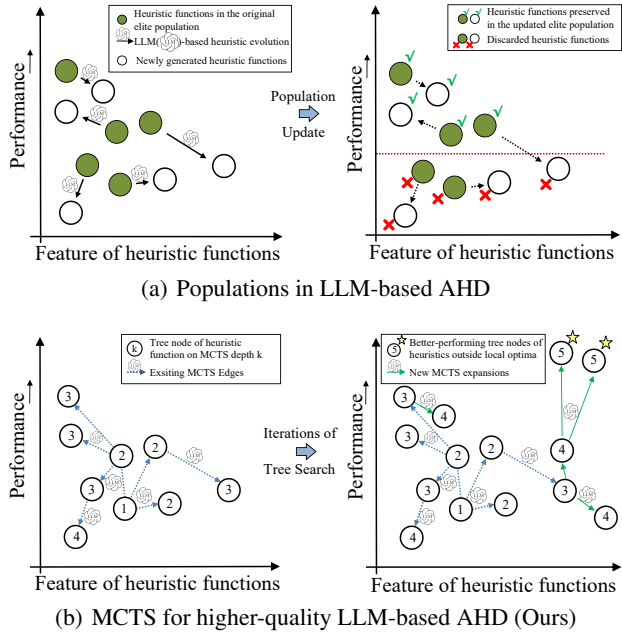 Heuristic functions in the original
elite population
LLM( )-based heuristic evolution
Newly generated heuristic functions
LLM
LLM
LLM
LLM
LLM
Performance
Feature of heuristic functions
Population
Update
Heuristic functions preserved
in the updated elite population
Discarded heuristic functions
Performance
Feature of heuristic functions
(a) Populations in LLM-based AHD
k
Tree node of heuristic
function on MCTS depth k
Exsiting MCTS Edges
3
3
2
2
3
1
2
3
4
Performance
Feature of heuristic functions
Iterations of
Tree Search
5
Better-performing tree nodes of
heuristics outside local optima
New MCTS expansions
5
5
3
4
3
2
2
4
3
1
2
3
4
4
Performance
Feature of heuristic functions
(b) MCTS for higher-quality LLM-based AHD (Ours)